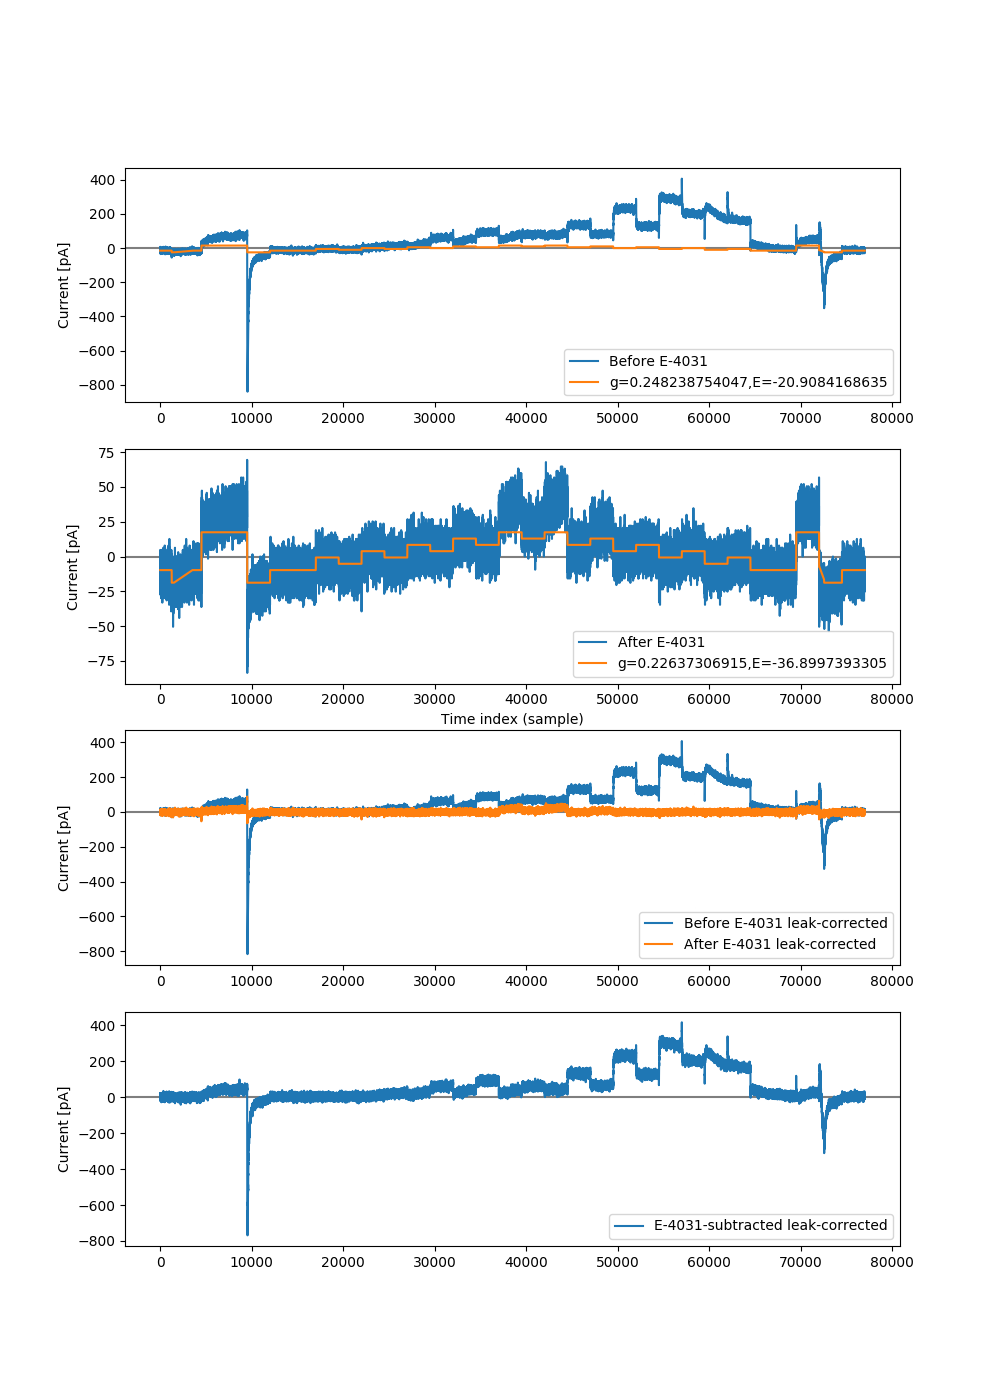 400
200
0
−200
−400
−600
−800
Current [pA]
Before E-4031
g=0.248238754047,E=-20.9084168635
0 10000 20000 30000 40000 50000 60000 70000 80000
75
50
25
0
−25
−50
−75
Current [pA]
After E-4031
g=0.22637306915,E=-36.8997393305
0 10000 20000 30000 40000 50000 60000 70000 80000
Time index (sample)
400
200
0
−200
−400
−600
−800
Current [pA]
Before E-4031 leak-corrected
After E-4031 leak-corrected
0 10000 20000 30000 40000 50000 60000 70000 80000
400
200
0
−200
−400
−600
−800
Current [pA]
E-4031-subtracted leak-corrected
0 10000 20000 30000 40000 50000 60000 70000 80000